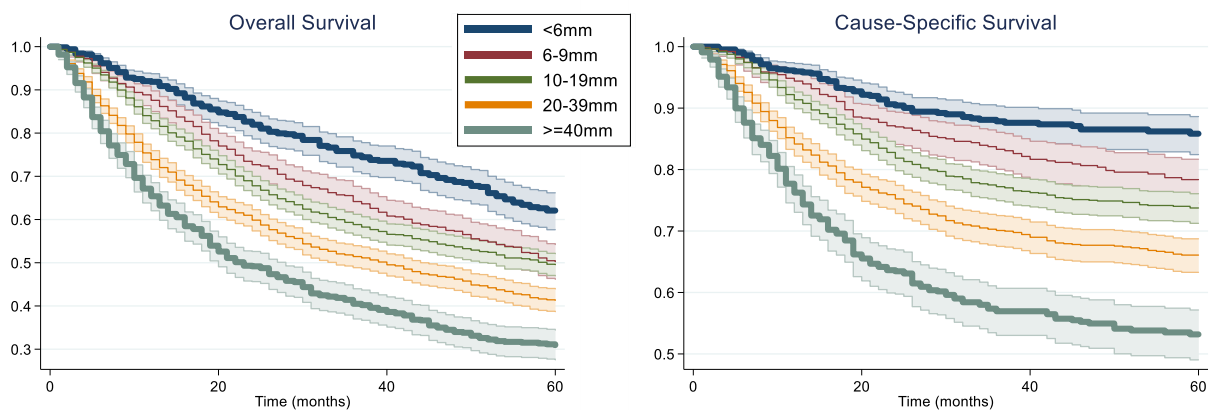 Overall Survival
1.0
0.9
0.8
0.7
0.6
0.5
0.4
0.3
0
20
40
60
Time (months)
<6mm
6-9mm
10-19mm
20-39mm
>=40mm
Cause-Specific Survival
1.0
0.9
0.8
0.7
0.6
0.5
0
20
40
60
Time (months)